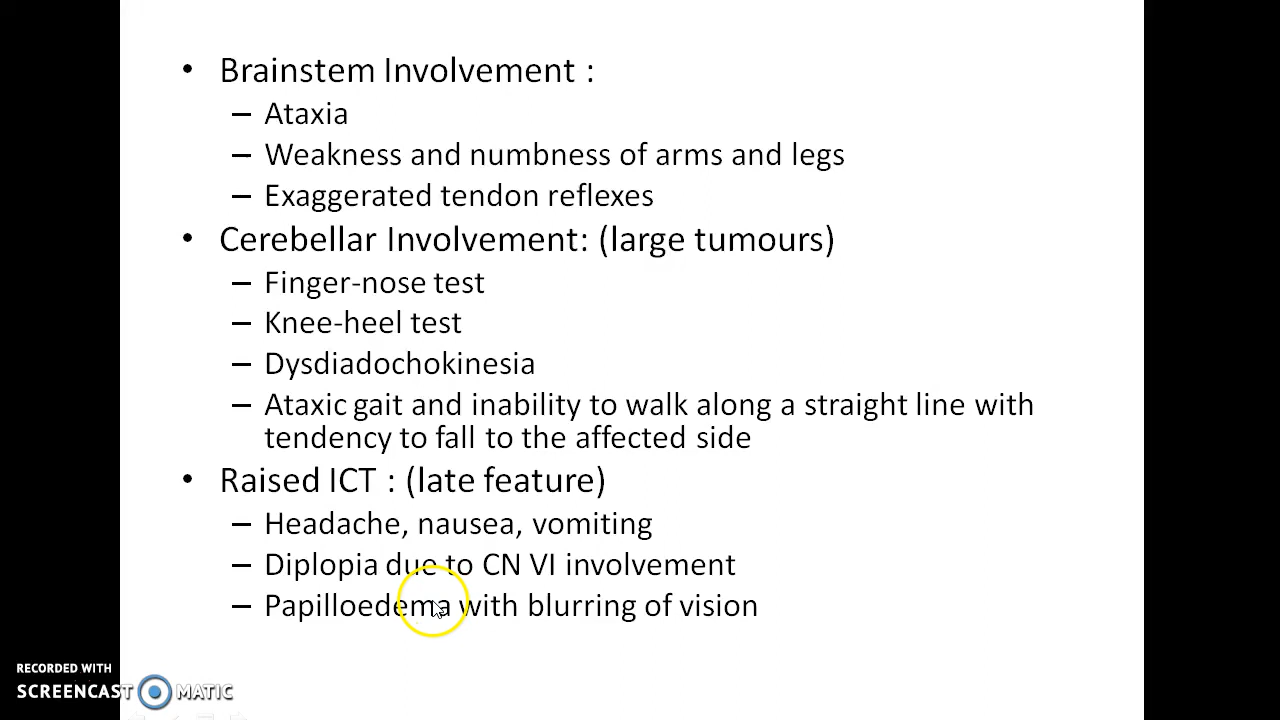 • Brainstem Involvement :
– Ataxia
– Weakness and numbness of arms and legs
– Exaggerated tendon reflexes
• Cerebellar Involvement: (large tumours)
– Finger-nose test
– Knee-heel test
– Dysdiadochokinesia
– Ataxic gait and inability to walk along a straight line with
tendency to fall to the affected side
• Raised ICT : (late feature)
– Headache, nausea, vomiting
– Diplopia due to CN VI involvement
– Papilloedema with blurring of vision
RECORDED WITH
SCREENCAST MATIC